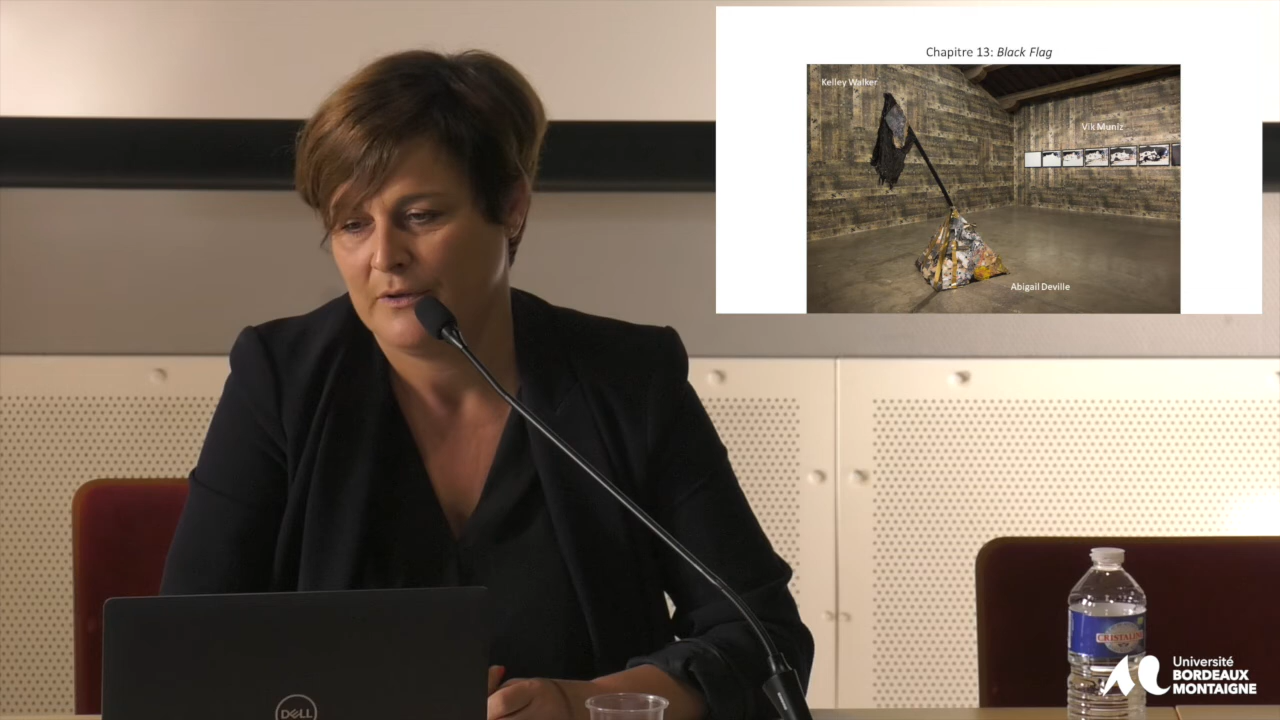 Chapitre 13: Black Flag
Kelley Walker
Vik Muniz
Abigail Deville
CRISTALINE
DELL
Université
BORDEAUX
MONTAIGNE